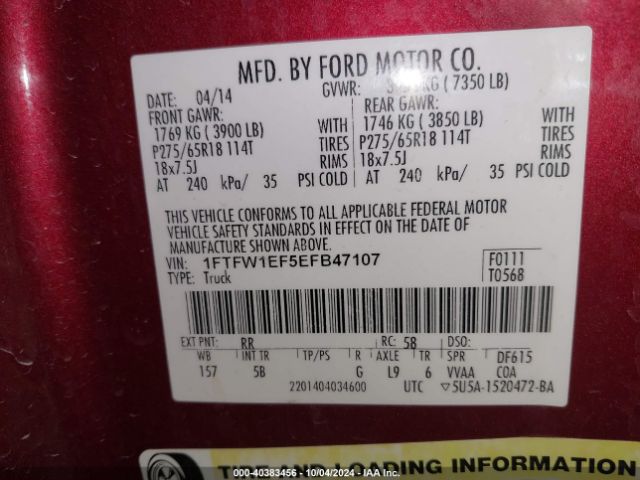 MFD. BY FORD MOTOR CO.
DATE: 04/14 GVWR: KG ( 7350 LB)
FRONT GAWR: REAR GAWR:
1769 KG ( 3900 LB) WITH 1746 KG ( 3850 LB) WITH
P275/65R18 114T TIRES P275/65R18 114T TIRES
18x7.5J RIMS 18x7.5J RIMS
AT 240 kPa/ 35 PSI COLD AT 240 kPa/ 35 PSI COLD
THIS VEHICLE CONFORMS TO ALL APPLICABLE FEDERAL MOTOR
VEHICLE SAFETY STANDARDS IN EFFECT ON THE DATE OF
MANUFACTURE SHOWN ABOVE.
VIN: 1FTFW1EF5EFB47107 F0111
TYPE: Truck T0568
EXT PNT: RR RC: 58 DSO:
WB INT TR TP/PS R AXLE TR SPR DF615
157 5B G L9 6 VVAA COA
2201404034600 UTC ▽5U5A-1520472-BA
TIRE AND LOADING INFORMATION
00-40383456 - 10/04/2024 - Copyright 2024 - IAA Inc.